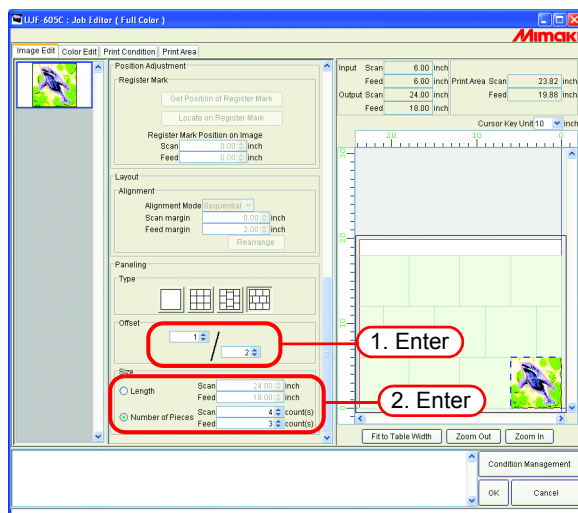 UJF-605C : Job Editor ( Full Color )
Mimaki
Image Edit Color Edit Print Condition Print Area
Position Adjustment
Register Mark
Get Position of Register Mark
Locate on Register Mark
Register Mark Position on Image
Scan 0.00 inch
Feed 0.00 inch
Layout
Alignment
Alignment Mode Sequential
Scan margin 0.00 inch
Feed margin 2.00 inch
Rearrange
Paneling
Type
Offset
1 / 2
Size
Length
Scan 24.00 inch
Feed 18.00 inch
Number of Pieces
Scan 4 count(s)
Feed 3 count(s)
1. Enter
2. Enter
Input Scan 6.00 inch
Feed 6.00 inch
Output Scan 24.00 inch
Feed 18.00 inch
Print Area Scan 23.82 inch
Feed 19.88 inch
Cursor Key Unit 10 inch
20 10 0
30
20
10
0
Fit to Table Width Zoom Out Zoom In
Condition Management
OK Cancel